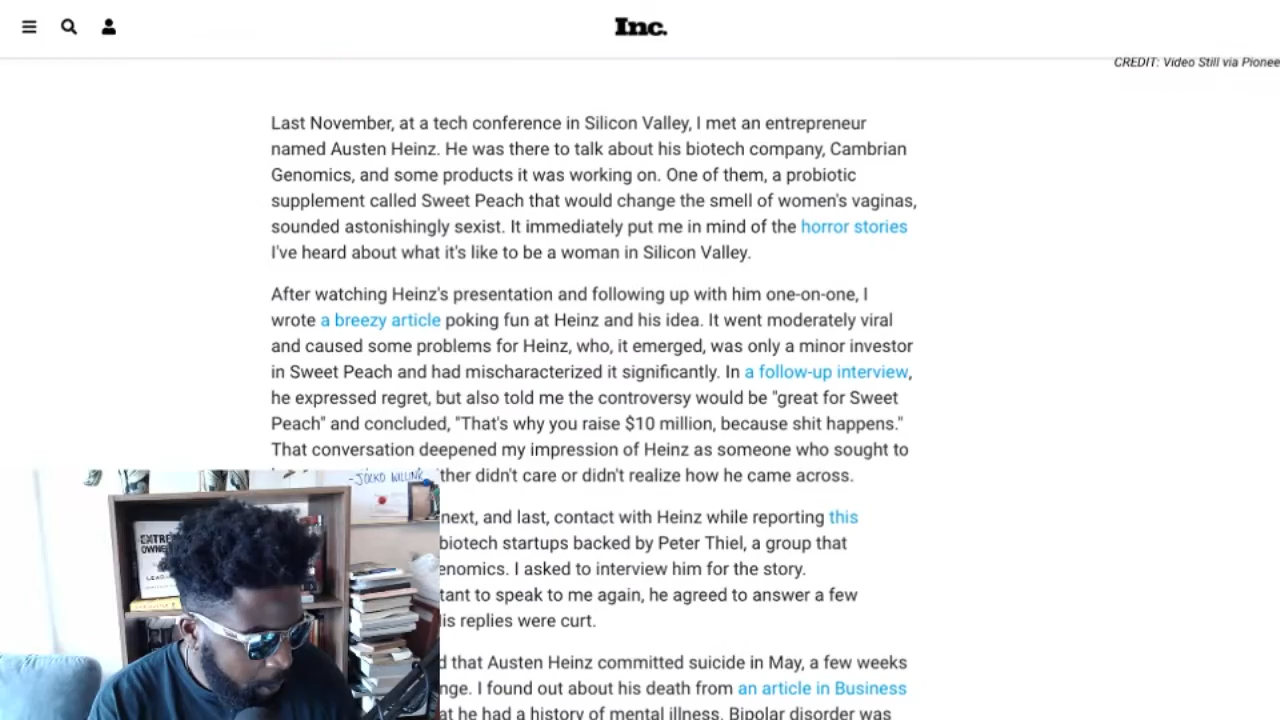 Inc.
CREDIT: Video Still via Pionee
Last November, at a tech conference in Silicon Valley, I met an entrepreneur
named Austen Heinz. He was there to talk about his biotech company, Cambrian
Genomics, and some products it was working on. One of them, a probiotic
supplement called Sweet Peach that would change the smell of women's vaginas,
sounded astonishingly sexist. It immediately put me in mind of the horror stories
I've heard about what it's like to be a woman in Silicon Valley.
After watching Heinz's presentation and following up with him one-on-one, I
wrote a breezy article poking fun at Heinz and his idea. It went moderately viral
and caused some problems for Heinz, who, it emerged, was only a minor investor
in Sweet Peach and had mischaracterized it significantly. In a follow-up interview,
he expressed regret, but also told me the controversy would be "great for Sweet
Peach" and concluded, "That's why you raise $10 million, because shit happens."
That conversation deepened my impression of Heinz as someone who sought to
ther didn't care or didn't realize how he came across.
next, and last, contact with Heinz while reporting this
biotech startups backed by Peter Thiel, a group that
enomics. I asked to interview him for the story.
tant to speak to me again, he agreed to answer a few
is replies were curt.
d that Austen Heinz committed suicide in May, a few weeks
nge. I found out about his death from an article in Business
at he had a history of mental illness. Bipolar disorder was
-JOCKO WILLINK
EXTRE
OWNE
LEA